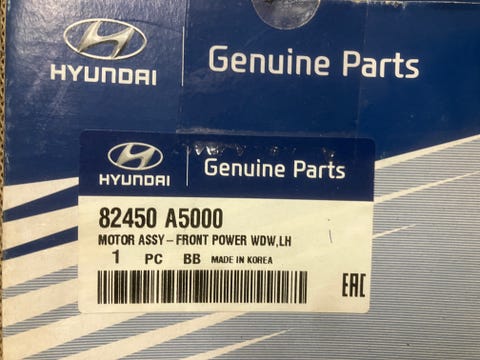 HYUNDAI Genuine Parts
HYUNDAI Genuine Parts
82450 A5000
MOTOR ASSY-FRONT POWER WDW,LH
1 PC BB MADE IN KOREA
EAC